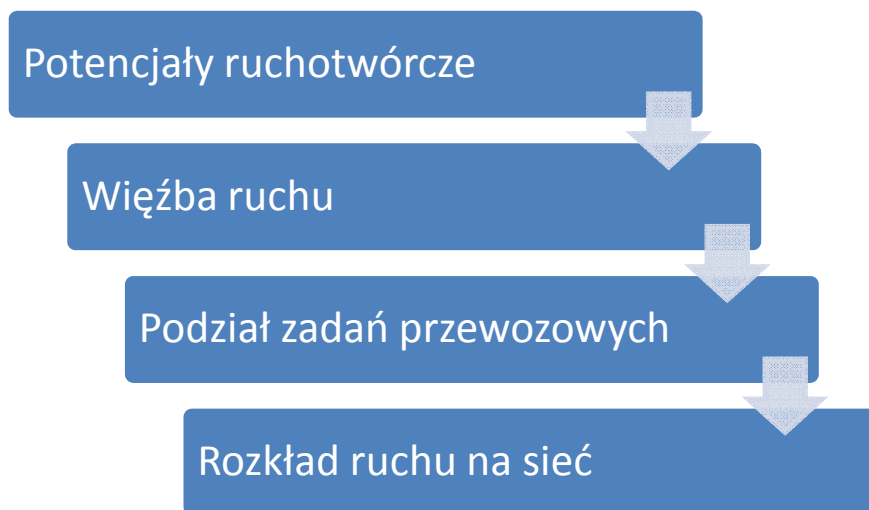 Potencjały ruchotwórcze
Więźba ruchu
Podział zadań przewozowych
Rozkład ruchu na sieć